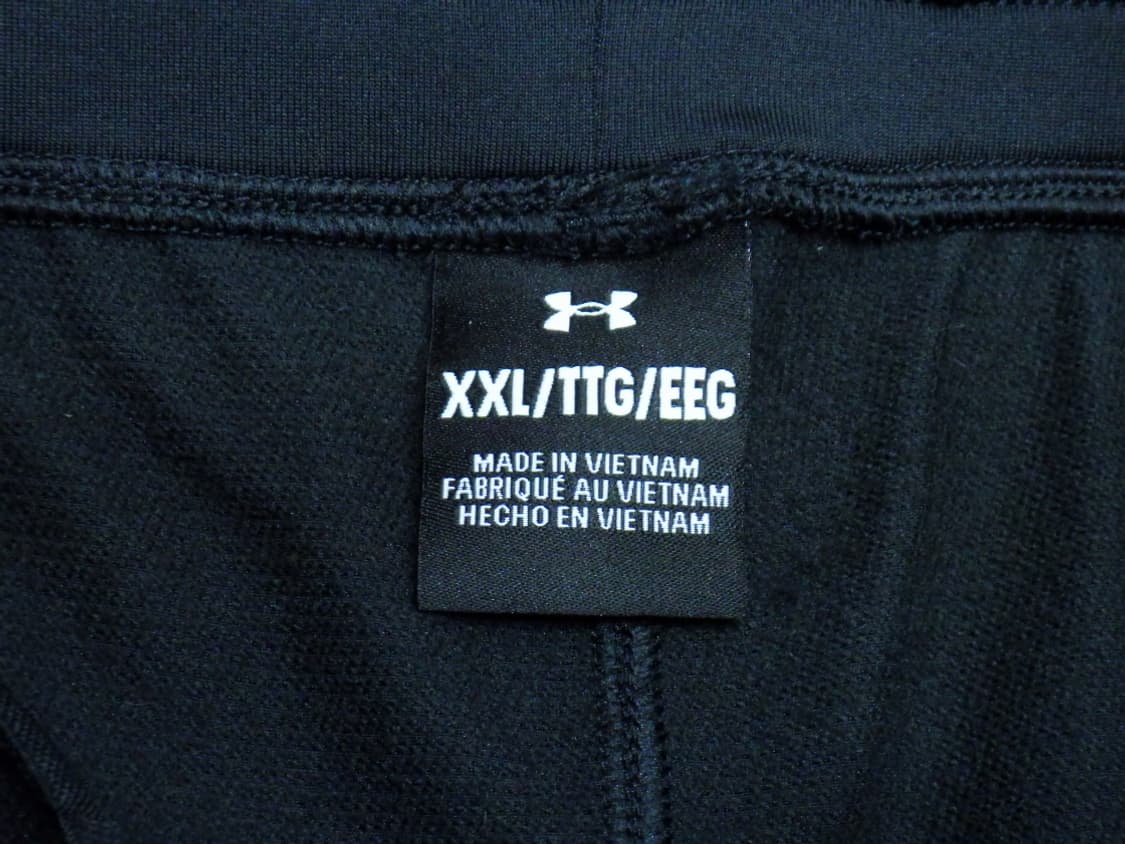 XXL/TTG/EEG
MADE IN VIETNAM
FABRIQUÉ AU VIETNAM
HECHO EN VIETNAM